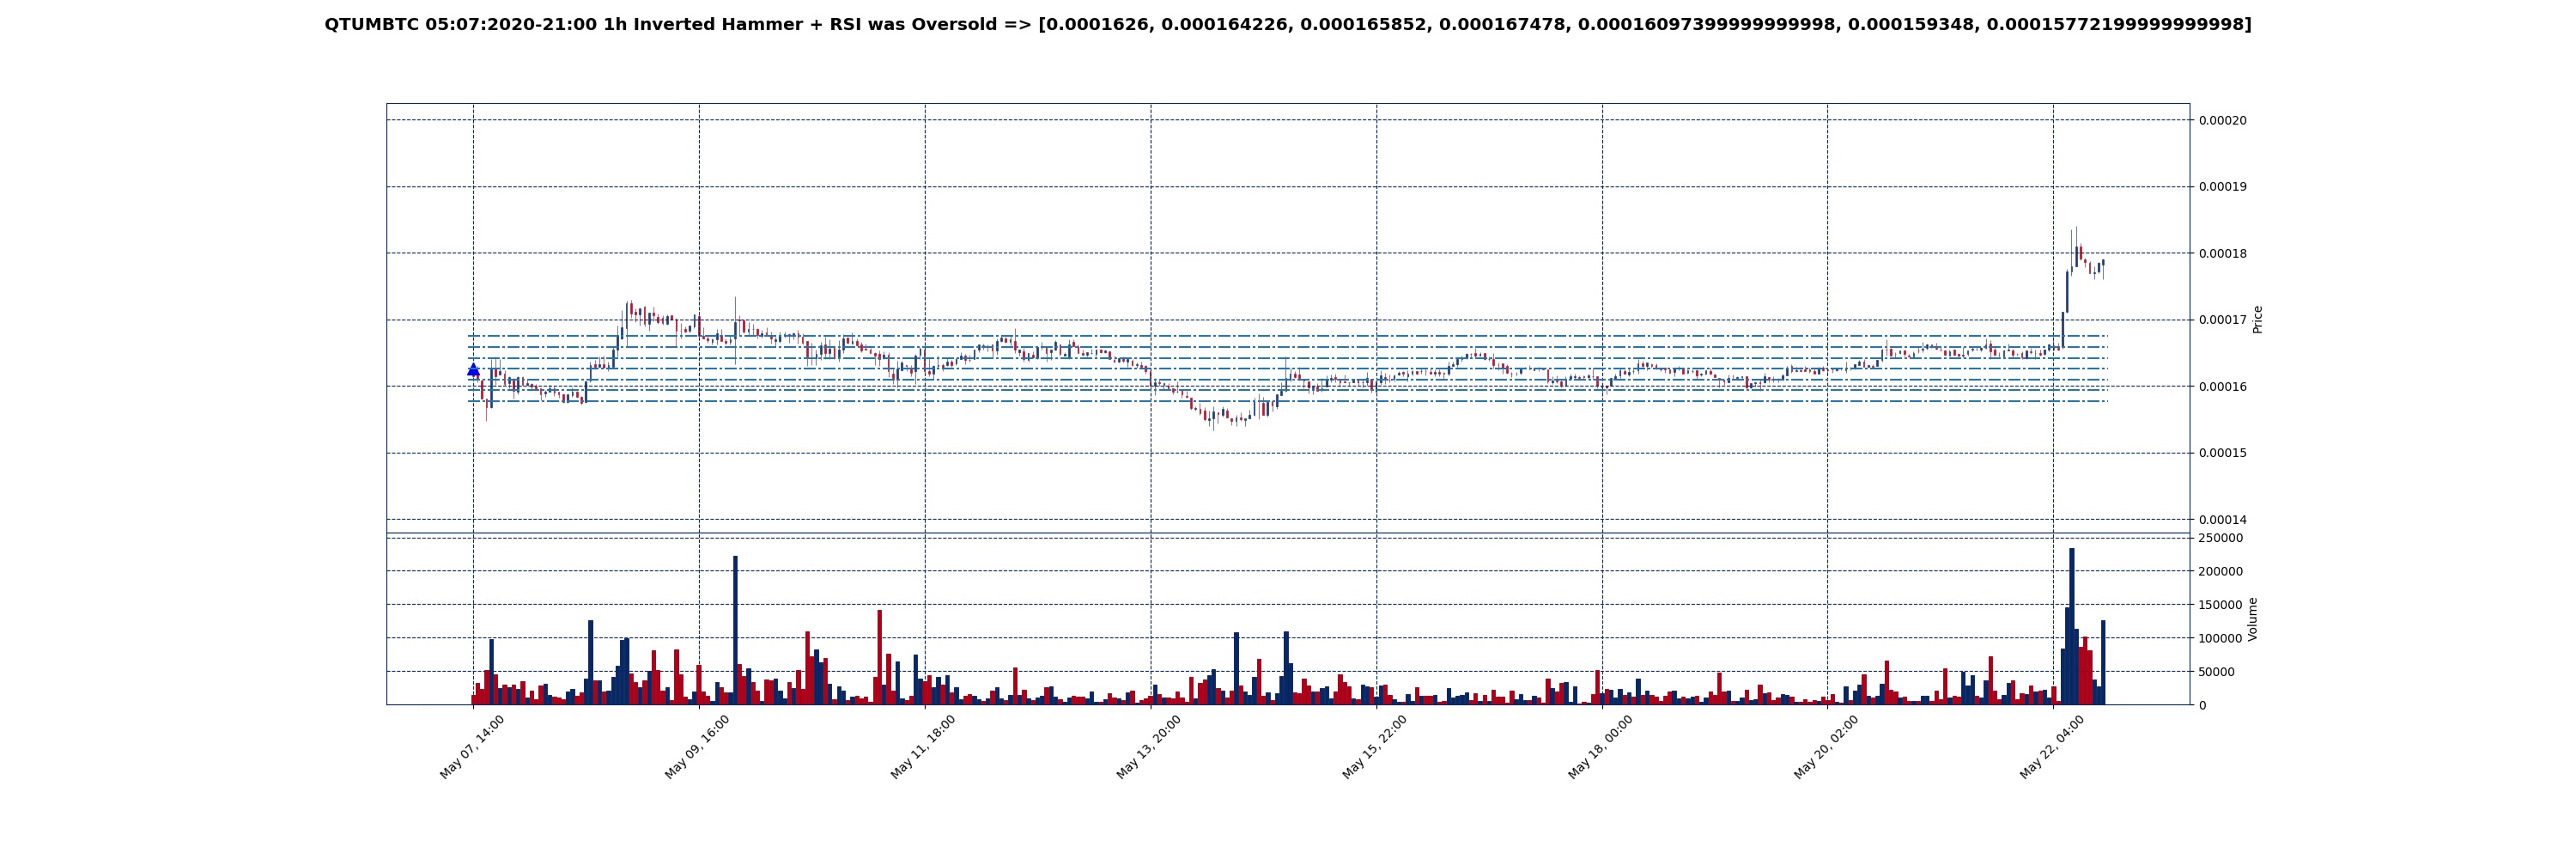 QTUMBTC 05:07:2020-21:00 1h Inverted Hammer + RSI was Oversold => [0.0001626, 0.000164226, 0.000165852, 0.000167478, 0.00016097399999999998, 0.000159348, 0.00015772199999999998]
0.00020
0.00019
0.00018
0.00017
0.00016
0.00015
0.00014
Price
250000
200000
150000
100000
50000
0
Volume
May 07, 14:00
May 09, 16:00
May 11, 18:00
May 13, 20:00
May 15, 22:00
May 18, 00:00
May 20, 02:00
May 22, 04:00